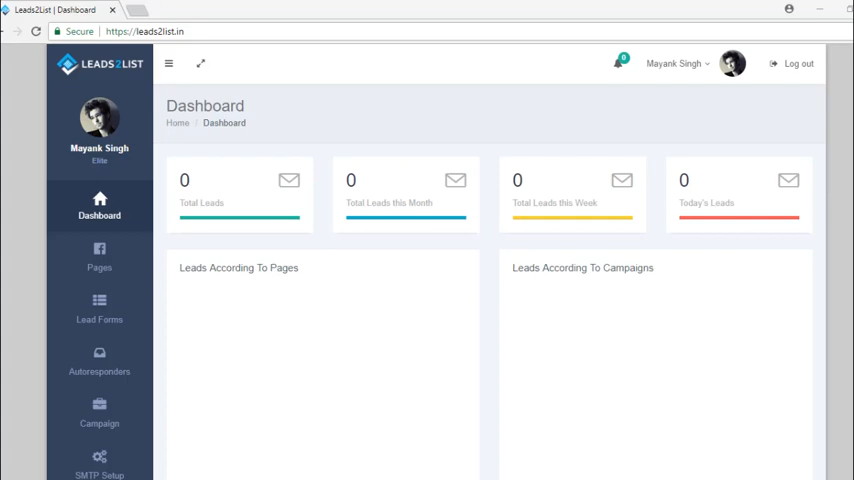 Leads2List | Dashboard
Secure
https://leads2list.in
LEADS2LIST
0
Mayank Singh
Log out
Mayank Singh
Elite
Dashboard
Home / Dashboard
0
Total Leads
0
Total Leads this Month
0
Total Leads this Week
0
Today's Leads
Leads According To Pages
Leads According To Campaigns
Dashboard
Pages
Lead Forms
Autoresponders
Campaign
SMTP Setup